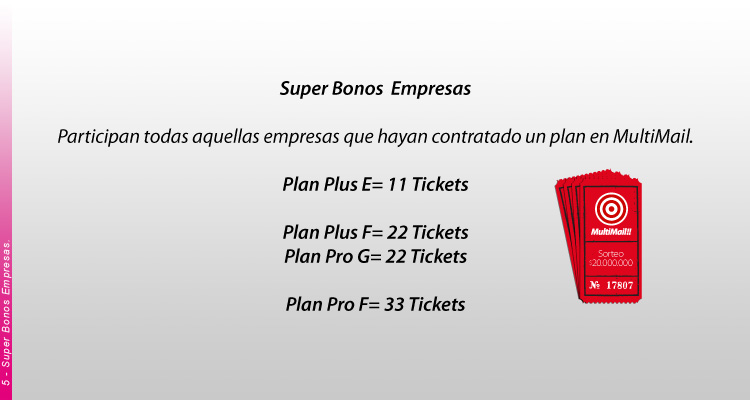 Super Bonos Empresas
Participan todas aquellas empresas que hayan contratado un plan en MultiMail.
Plan Plus E= 11 Tickets
Plan Plus F= 22 Tickets
Plan Pro G= 22 Tickets
Plan Pro F= 33 Tickets
MultiMail!!!
Sorteo
$20.000.000
№ 17807
5 - Super Bonos Empresas.